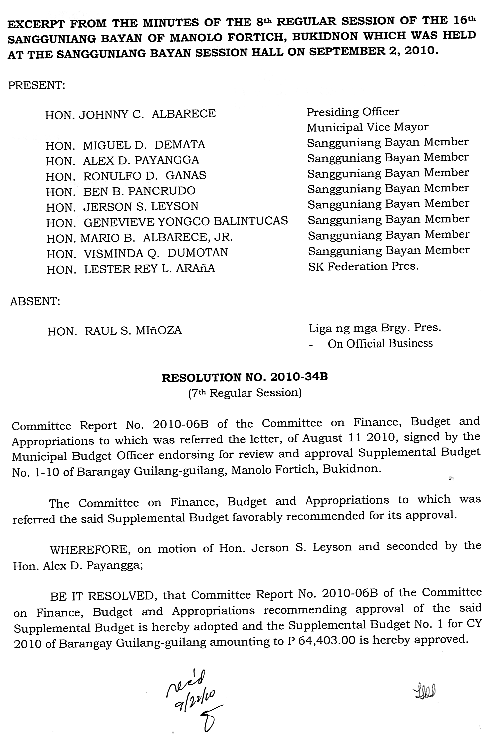 EXCERPT FROM THE MINUTES OF THE 8th REGULAR SESSION OF THE 16th
SANGGUNIANG BAYAN OF MANOLO FORTICH, BUKIDNON WHICH WAS HELD
AT THE SANGGUNIANG BAYAN SESSION HALL ON SEPTEMBER 2, 2010.
PRESENT:
HON. JOHNNY C. ALBARECE Presiding Officer
Municipal Vice Mayor
HON. MIGUEL D. DEMATA Sangguniang Bayan Member
HON. ALEX D. PAYANGGA Sangguniang Bayan Member
HON. RONULFO D. GANAS Sangguniang Bayan Member
HON. BEN B. PANCRUDO Sangguniang Bayan Member
HON. JERSON S. LEYSON Sangguniang Bayan Member
HON. GENEVIEVE YONGCO BALINTUCAS Sangguniang Bayan Member
HON. MARIO B. ALBARECE, JR. Sangguniang Bayan Member
HON. VISMINDA Q. DUMOTAN Sangguniang Bayan Member
HON. LESTER REY L. ARAñA SK Federation Pres.
ABSENT:
HON. RAUL S. MIñOZA Liga ng mga Brgy. Pres.
- On Official Business
RESOLUTION NO. 2010-34B
(7th Regular Session)
Committee Report No. 2010-06B of the Committee on Finance, Budget and
Appropriations to which was referred the letter, of August 11 2010, signed by the
Municipal Budget Officer endorsing for review and approval Supplemental Budget
No. 1-10 of Barangay Guilang-guilang, Manolo Fortich, Bukidnon.
The Committee on Finance, Budget and Appropriations to which was
referred the said Supplemental Budget favorably recommended for its approval.
WHEREFORE, on motion of Hon. Jerson S. Leyson and seconded by the
Hon. Alex D. Payangga;
BE IT RESOLVED, that Committee Report No. 2010-06B of the Committee
on Finance, Budget and Appropriations recommending approval of the said
Supplemental Budget is hereby adopted and the Supplemental Budget No. 1 for CY
2010 of Barangay Guilang-guilang amounting to P 64,403.00 is hereby approved.
rec'd
9/22/10